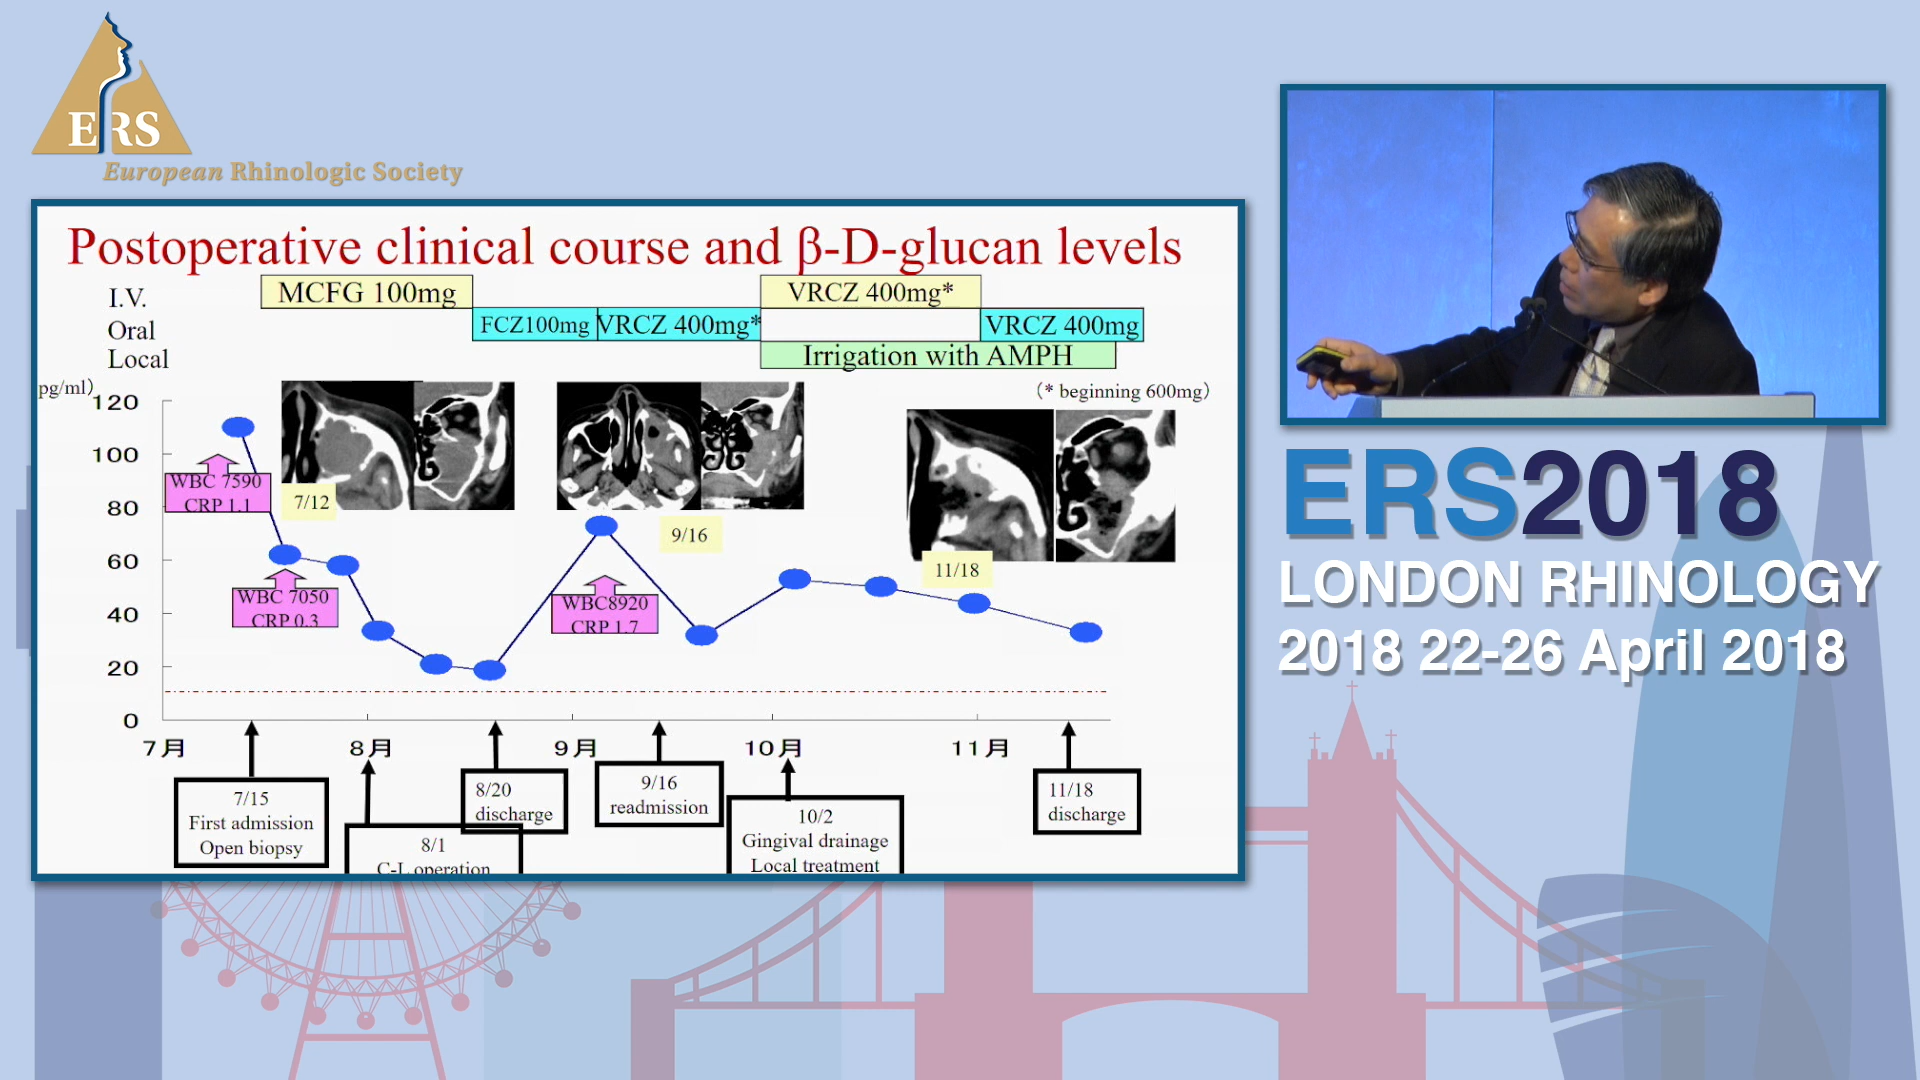 ERS
European Rhinologic Society
Postoperative clinical course and β-D-glucan levels
I.V.
MCFG 100mg
VRCZ 400mg*
Oral
FCZ100mg
VRCZ 400mg*
VRCZ 400mg
Local
Irrigation with AMPH
pg/ml)
(* beginning 600mg)
120
100
80
60
40
20
0
WBC 7590
CRP 1.1
7/12
WBC 7050
CRP 0.3
9/16
WBC8920
CRP 1.7
11/18
7月
8月
9月
10月
11月
7/15
First admission
Open biopsy
8/1
C-L operation
8/20
discharge
9/16
readmission
10/2
Gingival drainage
Local treatment
11/18
discharge
ERS2018
LONDON RHINOLOGY
2018 22-26 April 2018